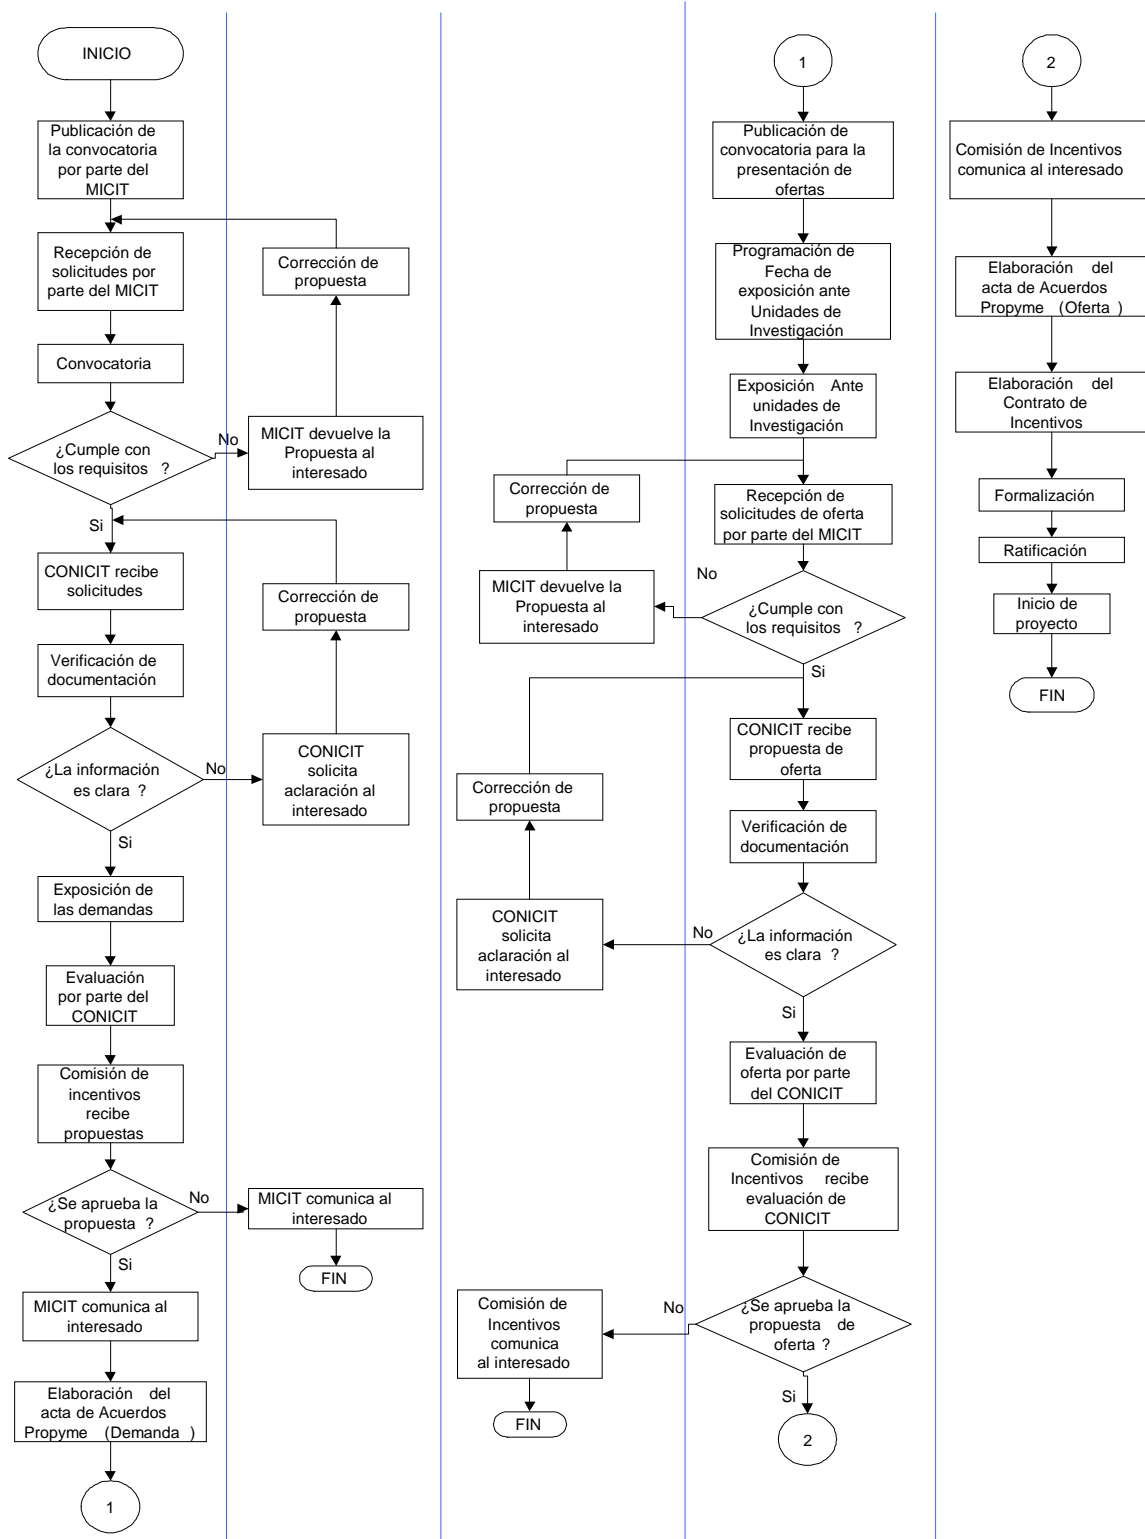 INICIO
Publicación de
la convocatoria
por parte del
MICIT
Recepción de
solicitudes por
parte del MICIT
Corrección de
propuesta
Convocatoria
¿Cumple con
los requisitos ?
No
MICIT devuelve la
Propuesta al
interesado
Si
CONICIT recibe
solicitudes
Corrección de
propuesta
Verificación de
documentación
¿La información
es clara ?
No
CONICIT
solicita
aclaración al
interesado
Si
Exposición de
las demandas
Evaluación
por parte del
CONICIT
Comisión de
incentivos
recibe
propuestas
¿Se aprueba la
propuesta ?
No
MICIT comunica al
interesado
FIN
Si
MICIT comunica al
interesado
Elaboración del
acta de Acuerdos
Propyme (Demanda )
1
1
Publicación de
convocatoria para la
presentación de
ofertas
Programación de
Fecha de
exposición ante
Unidades de
Investigación
Exposición Ante
unidades de
Investigación
Corrección de
propuesta
Recepción de
solicitudes de oferta
por parte del MICIT
No
MICIT devuelve la
Propuesta al
interesado
¿Cumple con
los requisitos ?
Si
CONICIT recibe
propuesta de
oferta
Corrección de
propuesta
Verificación de
documentación
CONICIT
solicita
aclaración al
interesado
No
¿La información
es clara ?
Si
Evaluación de
oferta por parte
del CONICIT
Comisión de
Incentivos recibe
evaluación de
CONICIT
Comisión de
Incentivos
comunica
al interesado
No
¿Se aprueba la
propuesta de
oferta ?
FIN
Si
2
2
Comisión de Incentivos
comunica al interesado
Elaboración del
acta de Acuerdos
Propyme (Oferta )
Elaboración del
Contrato de
Incentivos
Formalización
Ratificación
Inicio de
proyecto
FIN